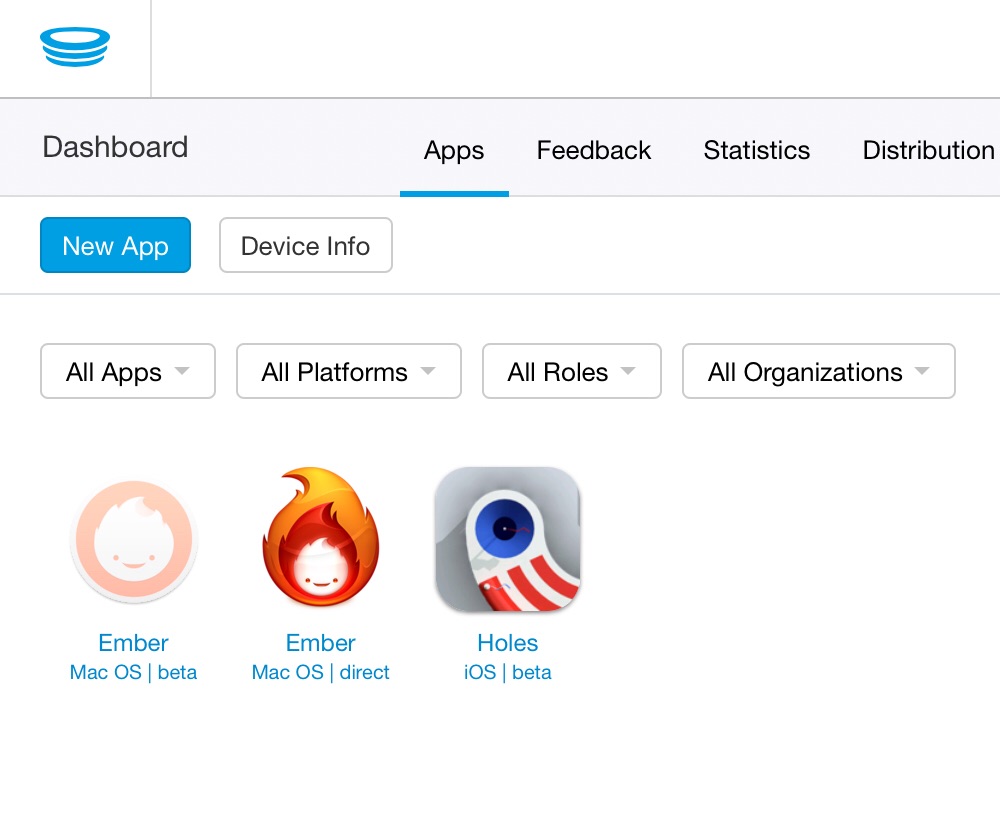 Dashboard
Apps Feedback Statistics Distribution
New App Device Info
All Apps All Platforms All Roles All Organizations
Ember Ember Holes
Mac OS | beta Mac OS | direct iOS | beta